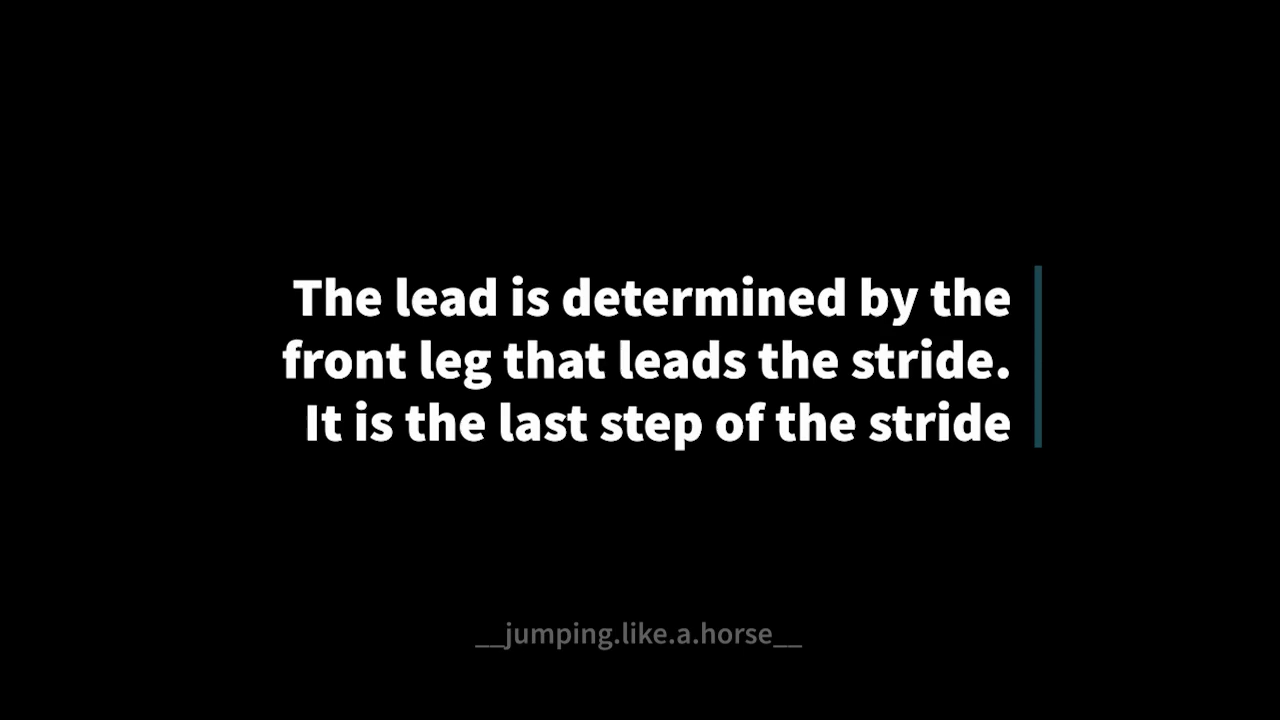 The lead is determined by the
front leg that leads the stride.
It is the last step of the stride
__jumping.like.a.horse__